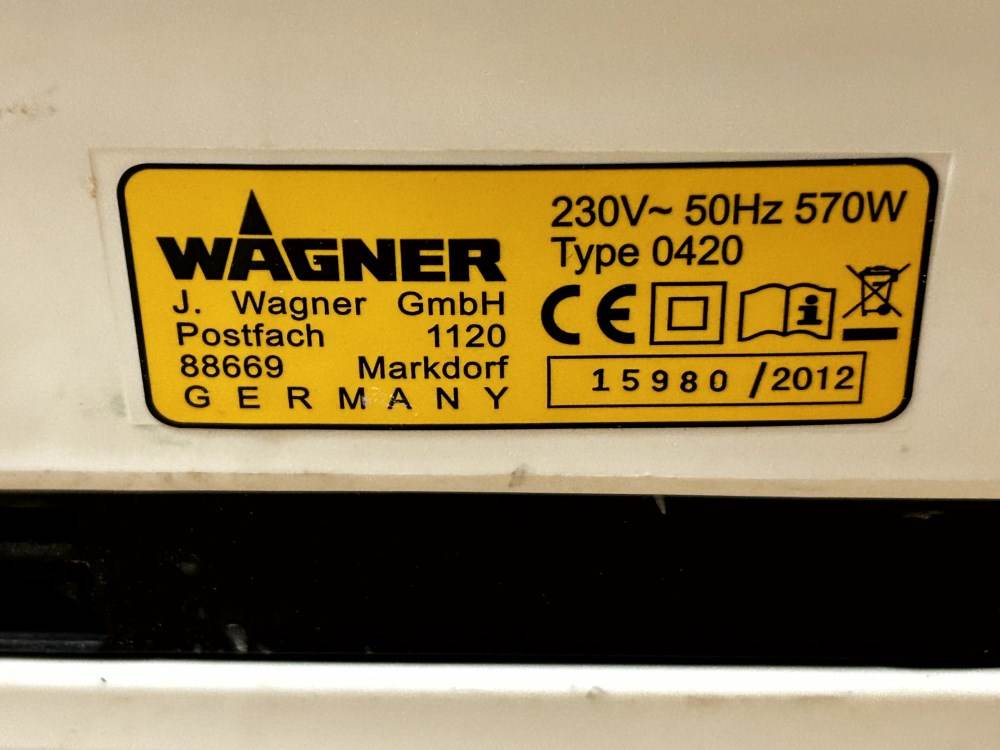 WAGNER
J. Wagner GmbH
Postfach 1120
88669 Markdorf
GERMANY
230V~ 50Hz 570W
Type 0420
CE
15980 /2012